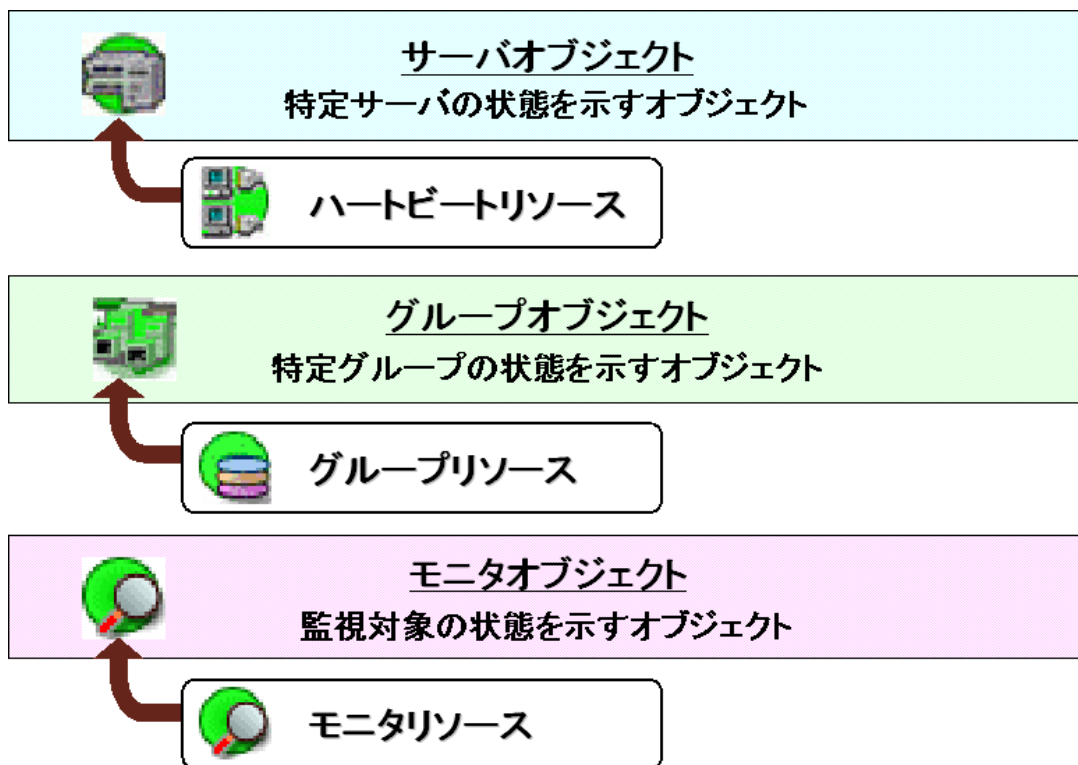 サーバオブジェクト
特定サーバの状態を示すオブジェクト
ハートビートリソース
グループオブジェクト
特定グループの状態を示すオブジェクト
グループリソース
モニタオブジェクト
監視対象の状態を示すオブジェクト
モニタリソース